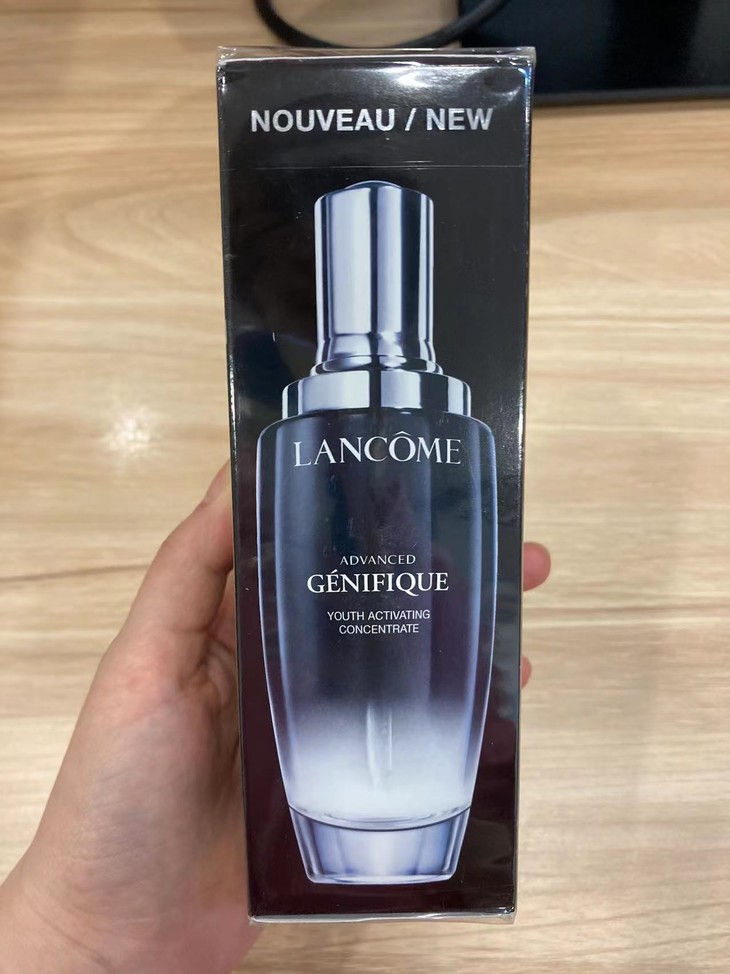 NOUVEAU / NEW
LANCÔME
ADVANCED
GÉNIFIQUE
YOUTH ACTIVATING
CONCENTRATE